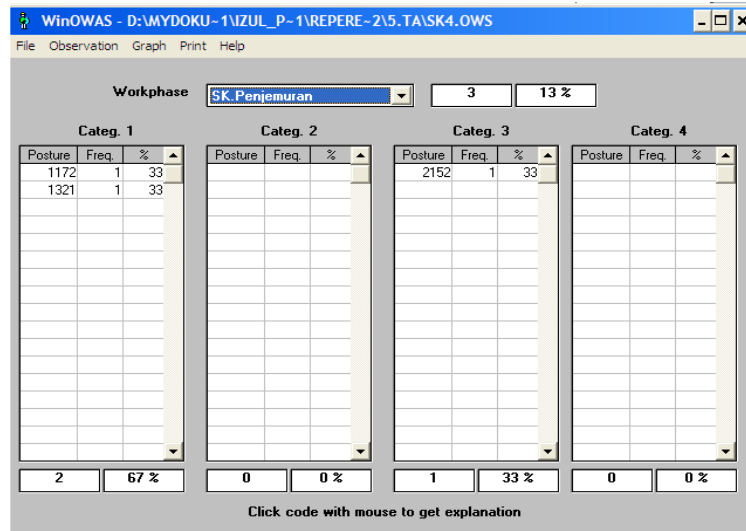 WinOWAS - D:\MYDOKU~1\IZUL_P~1\REPERE~2\5.TA\SK4.OWS
File Observation Graph Print Help
Workphase SK.Penjemuran 3 13 %
Categ. 1 Categ. 2 Categ. 3 Categ. 4
Posture Freq. % Posture Freq. % Posture Freq. % Posture Freq. %
1172 1 33 2152 1 33
1321 1 33
2 67 % 0 0 % 1 33 % 0 0 %
Click code with mouse to get explanation